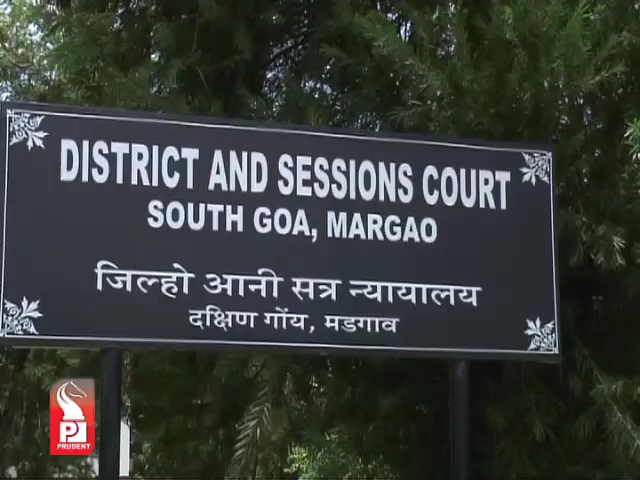 DISTRICT AND SESSIONS COURT
SOUTH GOA, MARGAO
जिल्हो आनी सत्र न्यायालय
दक्षिण गोंय, मडगाव
PRUDENT